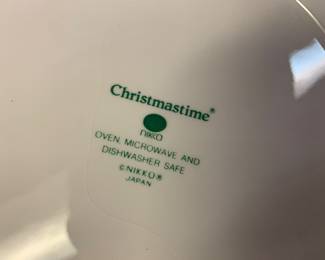 Christmastime®
NIKKO
OVEN, MICROWAVE AND
DISHWASHER SAFE
©NIKKO®
JAPAN